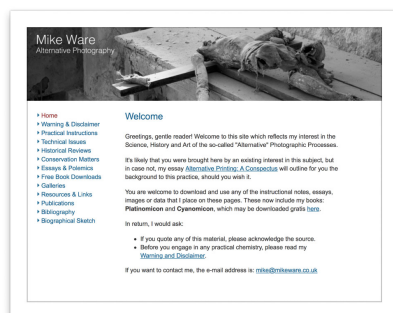 Mike Ware
Alternative Photography
Home
Warning & Disclaimer
Practical Instructions
Technical Issues
Historical Reviews
Conservation Matters
Essays & Polemics
Free Book Downloads
Galleries
Resources & Links
Publications
Bibliography
Biographical Sketch
Welcome
Greetings, gentle reader! Welcome to this site which reflects my interest in the
Science, History and Art of the so-called "Alternative" Photographic Processes.
It's likely that you were brought here by an existing interest in this subject, but
in case not, my essay Alternative Printing: A Conspectus will outline for you the
background to this practice, should you wish it.
You are welcome to download and use any of the instructional notes, essays,
images or data that I place on these pages. These now include my books:
Platinomicon and Cyanomicon, which may be downloaded gratis here.
In return, I would ask:
• If you quote any of this material, please acknowledge the source.
• Before you engage in any practical chemistry, please read my
Warning and Disclaimer.
If you want to contact me, the e-mail address is: mike@mikeware.co.uk